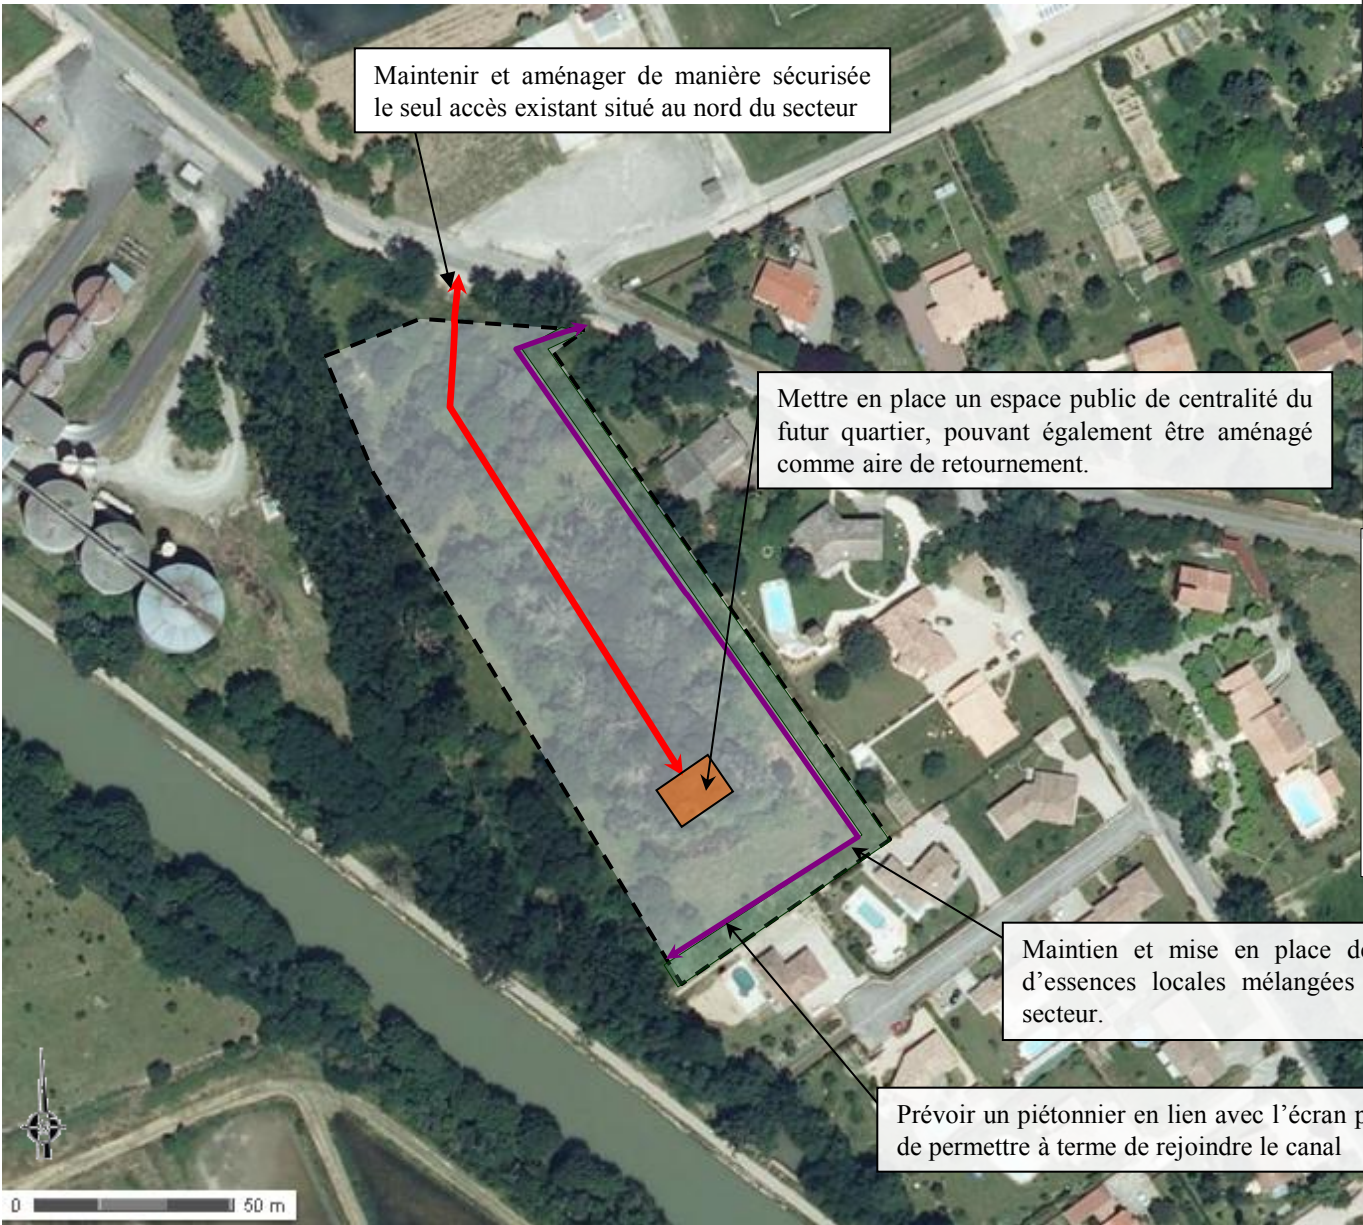 Maintenir et aménager de manière sécurisée
le seul accès existant situé au nord du secteur
Mettre en place un espace public de centralité du
futur quartier, pouvant également être aménagé
comme aire de retournement.
Maintien et mise en place
d’essences locales mélangées
secteur.
Prévoir un piétonnier en lien avec l’écran
de permettre à terme de rejoindre le canal
0 50 m